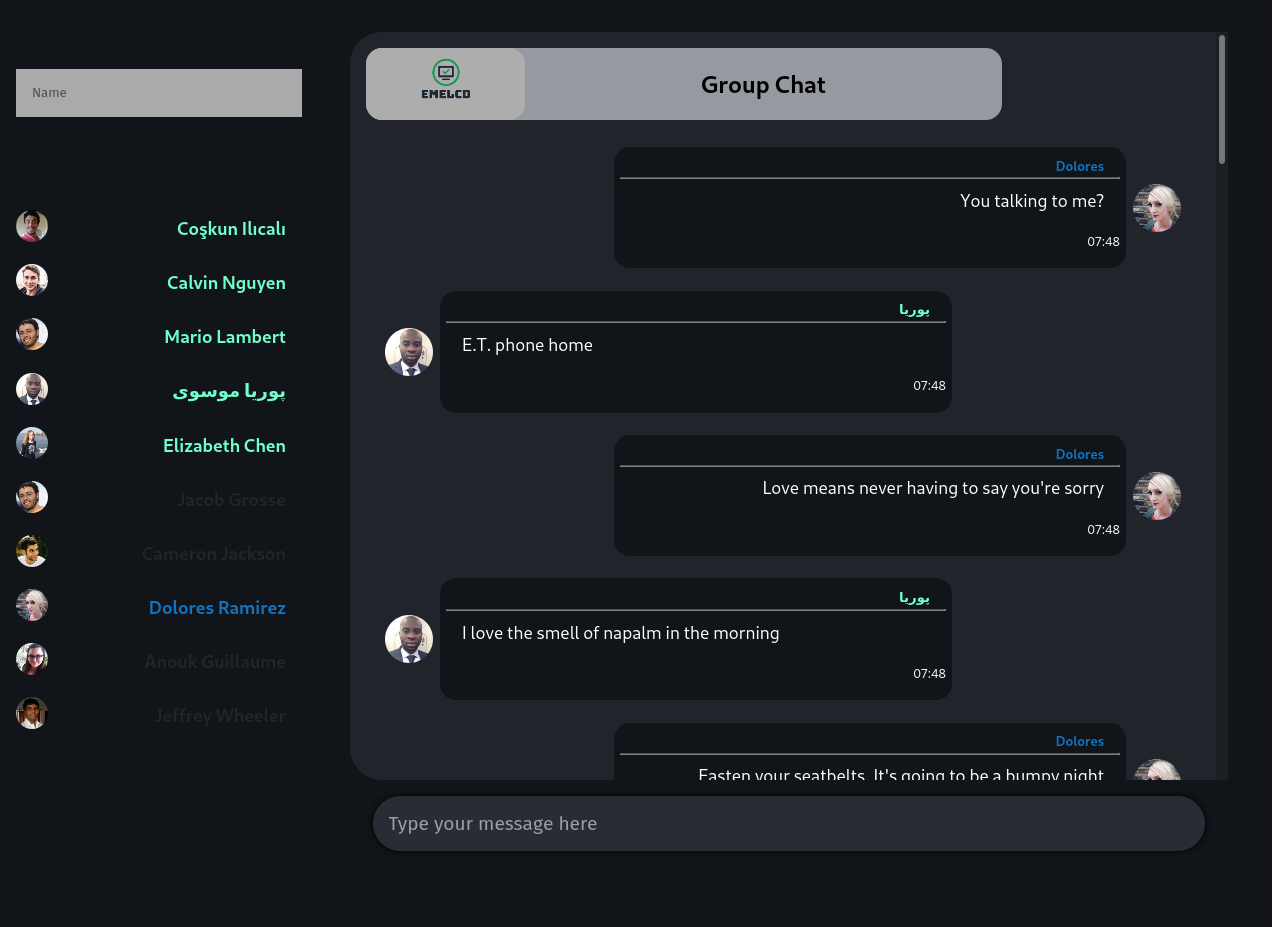 Name
Coşkun Ilıcalı
Calvin Nguyen
Mario Lambert
پوریا موسوی
Elizabeth Chen
Jacob Grosse
Cameron Jackson
Dolores Ramirez
Anouk Guillaume
Jeffrey Wheeler
EMELCD
Group Chat
Dolores
You talking to me?
07:48
پوریا
E.T. phone home
07:48
Dolores
Love means never having to say you're sorry
07:48
پوریا
I love the smell of napalm in the morning
07:48
Dolores
Fasten your seatbelts. It's going to be a bumpy night
Type your message here